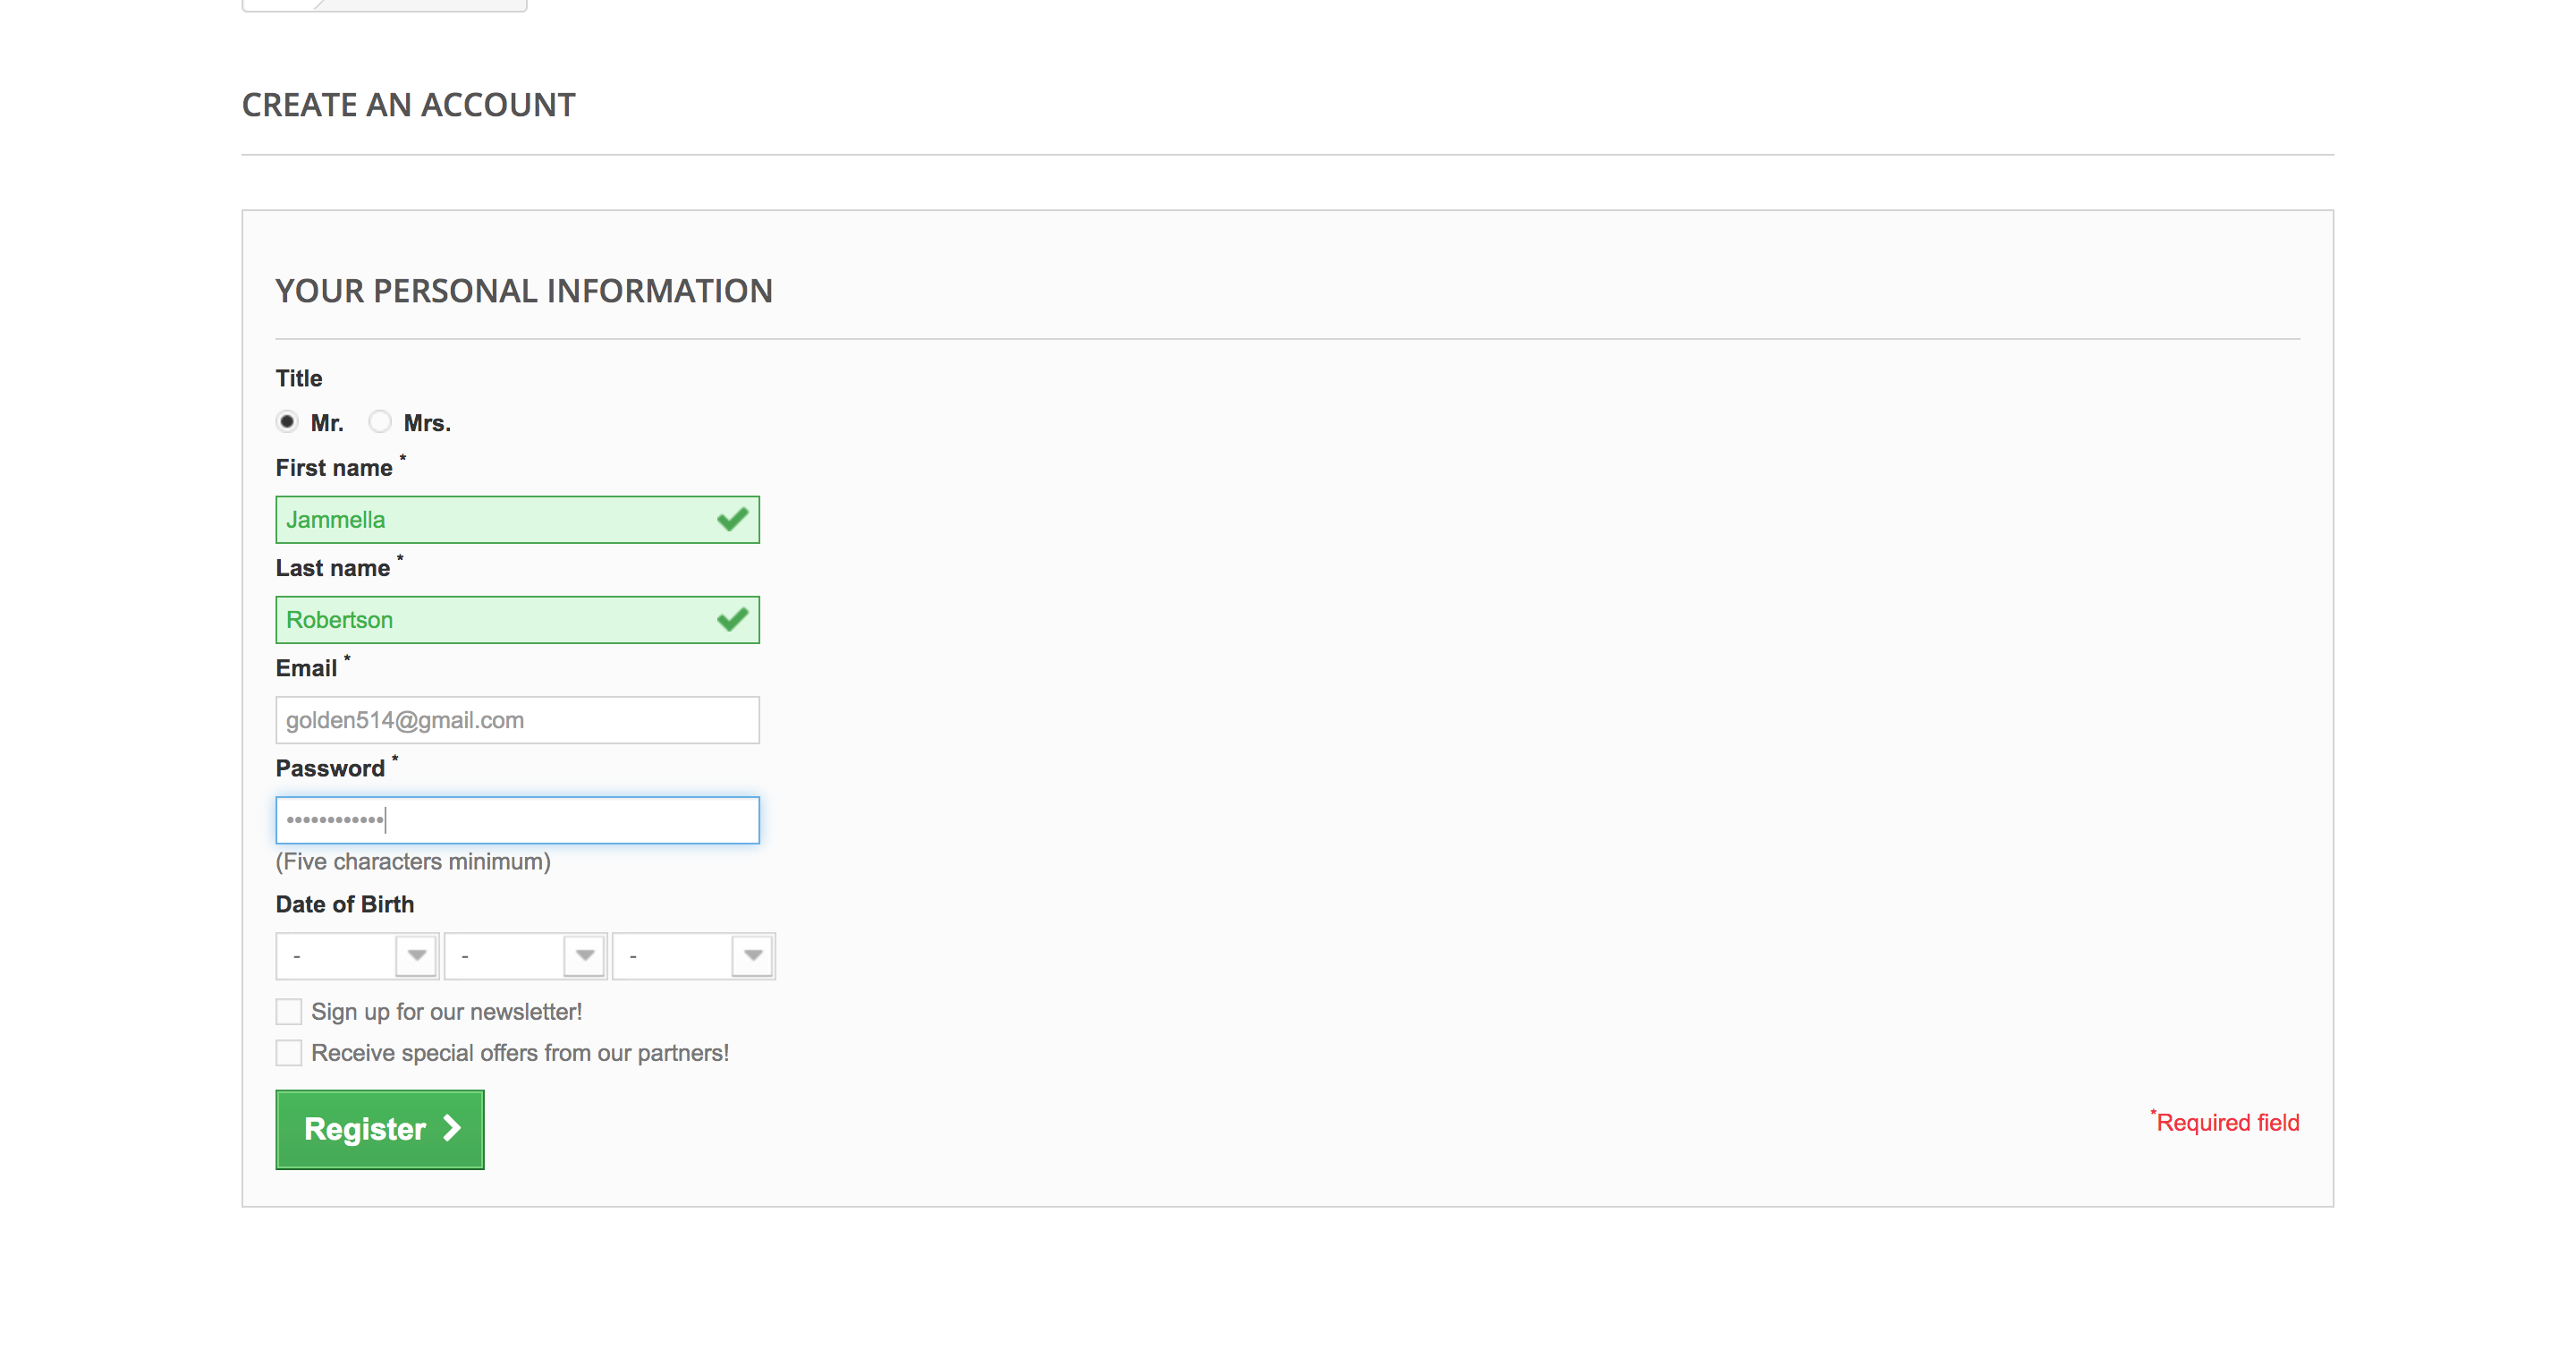 CREATE AN ACCOUNT
YOUR PERSONAL INFORMATION
Title
Mr. Mrs.
First name *
Jammella
Last name *
Robertson
Email *
golden514@gmail.com
Password *
••••••••••••
(Five characters minimum)
Date of Birth
- - -
Sign up for our newsletter!
Receive special offers from our partners!
Register
*Required field